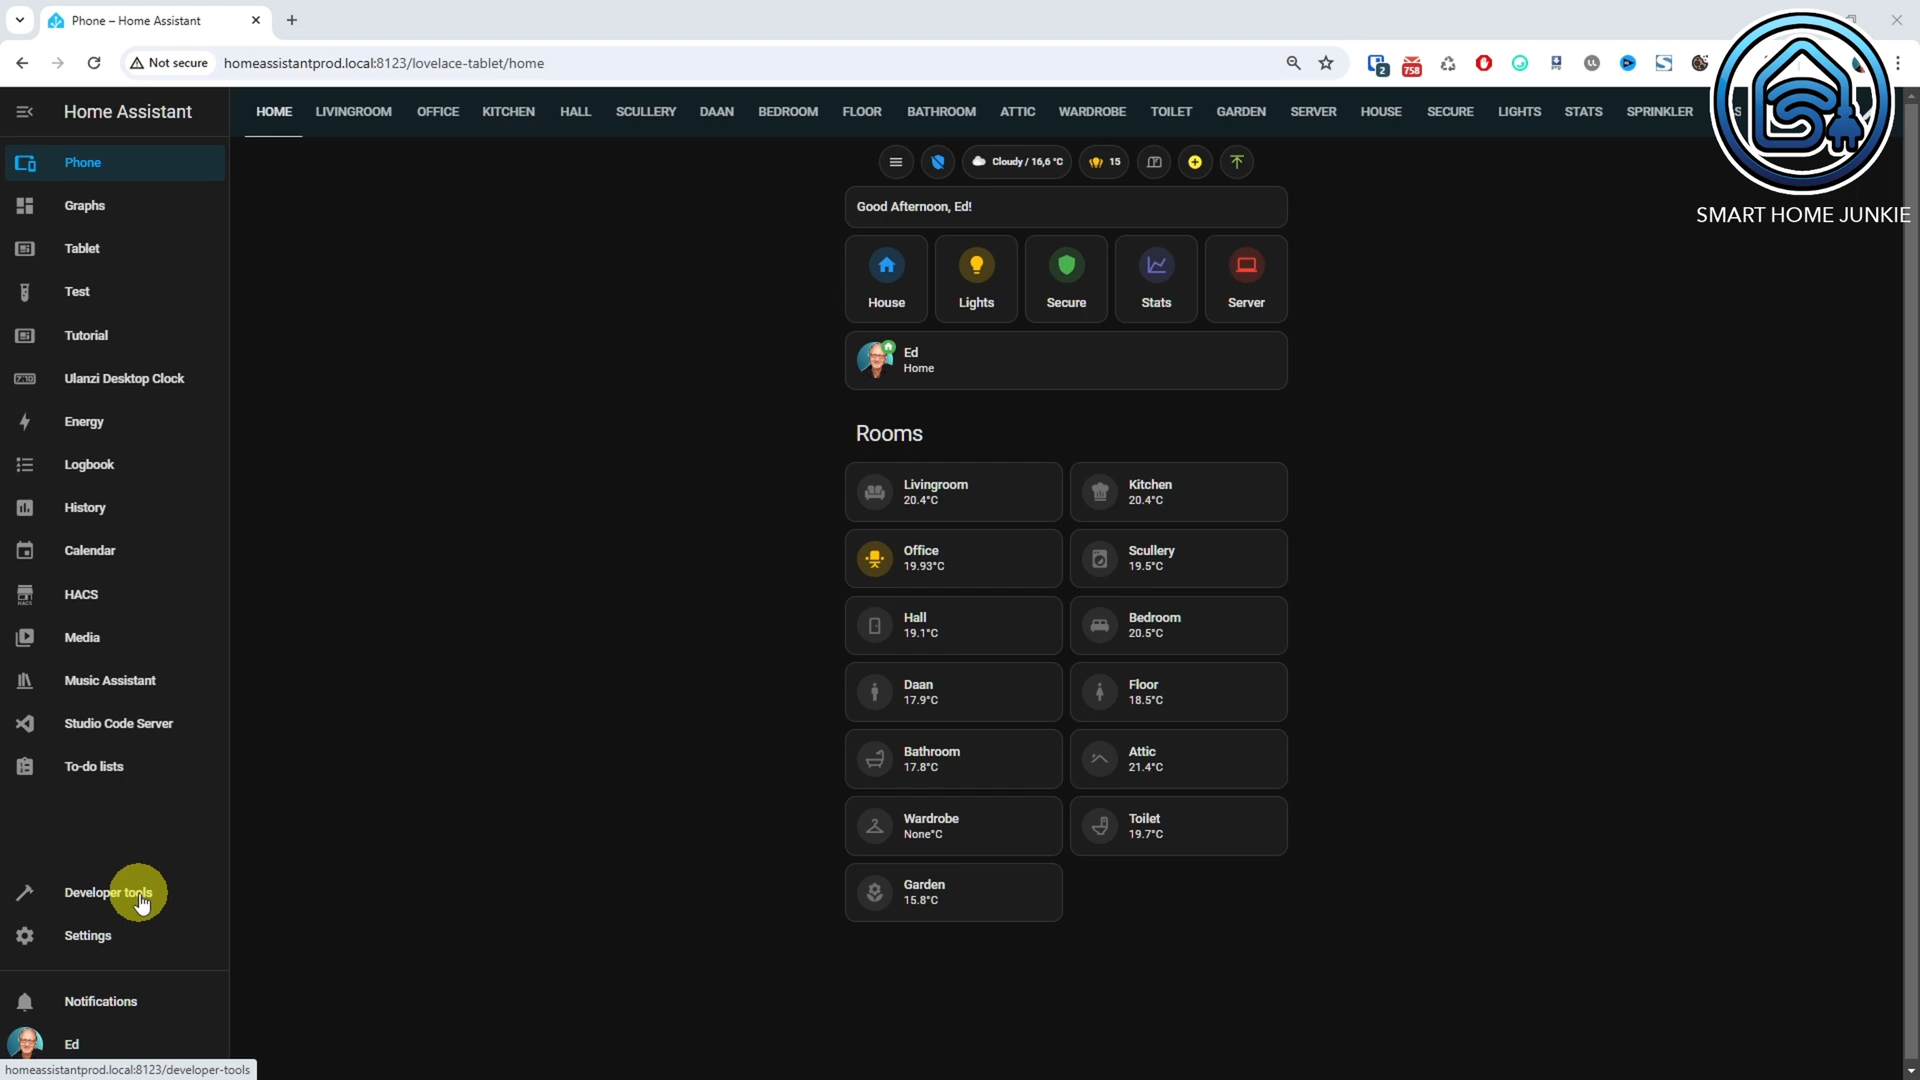 Phone – Home Assistant
Not secure
homeassistantprod.local:8123/lovelace-tablet/home
2
758
Home Assistant
HOME
LIVINGROOM
OFFICE
KITCHEN
HALL
SCULLERY
DAAN
BEDROOM
FLOOR
BATHROOM
ATTIC
WARDROBE
TOILET
GARDEN
SERVER
HOUSE
SECURE
LIGHTS
STATS
SPRINKLER
SMART HOME JUNKIE
Phone
Graphs
Tablet
Test
Tutorial
Ulanzi Desktop Clock
Energy
Logbook
History
Calendar
HACS
Media
Music Assistant
Studio Code Server
To-do lists
Developer tools
Settings
Notifications
Ed
homeassistantprod.local:8123/developer-tools
Cloudy / 16,6 °C
15
Good Afternoon, Ed!
House
Lights
Secure
Stats
Server
Ed
Home
Rooms
Livingroom
20.4°C
Kitchen
20.4°C
Office
19.93°C
Scullery
19.5°C
Hall
19.1°C
Bedroom
20.5°C
Daan
17.9°C
Floor
18.5°C
Bathroom
17.8°C
Attic
21.4°C
Wardrobe
None°C
Toilet
19.7°C
Garden
15.8°C